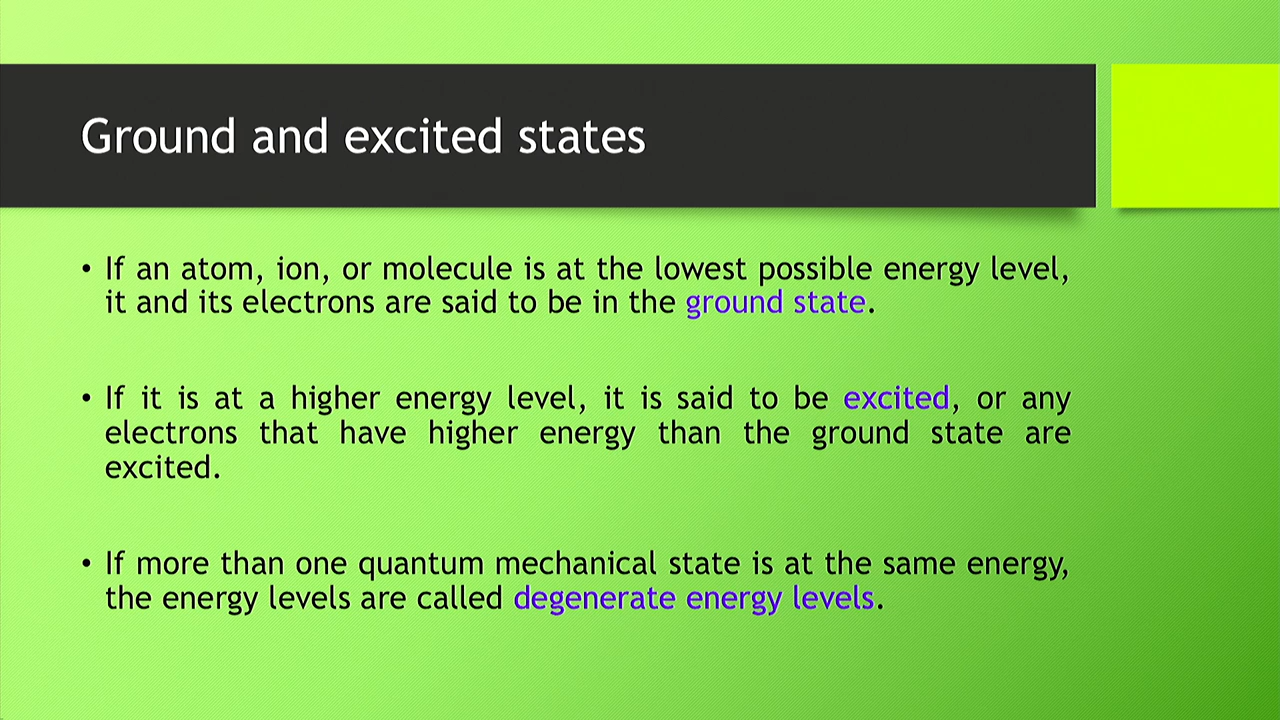 Ground and excited states
• If an atom, ion, or molecule is at the lowest possible energy level,
it and its electrons are said to be in the ground state.
• If it is at a higher energy level, it is said to be excited, or any
electrons that have higher energy than the ground state are
excited.
• If more than one quantum mechanical state is at the same energy,
the energy levels are called degenerate energy levels.